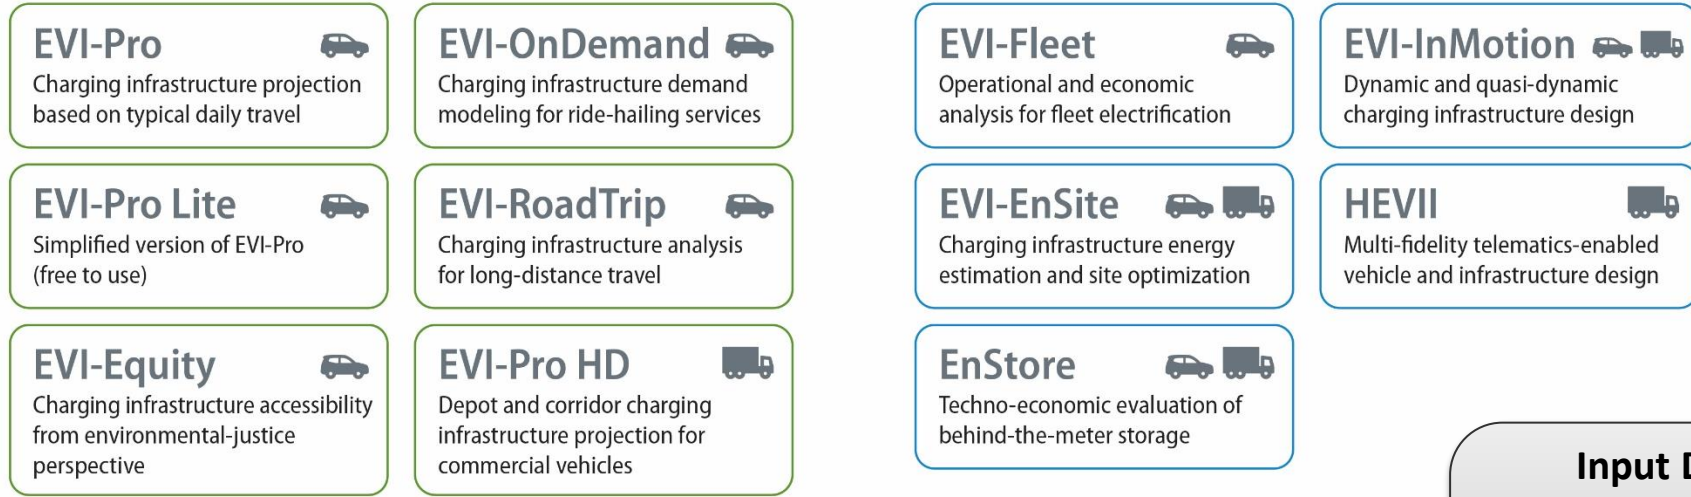 EVI-Pro
Charging infrastructure projection
based on typical daily travel
EVI-OnDemand
Charging infrastructure demand
modeling for ride-hailing services
EVI-Fleet
Operational and economic
analysis for fleet electrification
EVI-InMotion
Dynamic and quasi-dynamic
charging infrastructure design
EVI-Pro Lite
Simplified version of EVI-Pro
(free to use)
EVI-RoadTrip
Charging infrastructure analysis
for long-distance travel
EVI-EnSite
Charging infrastructure energy
estimation and site optimization
HEVII
Multi-fidelity telematics-enabled
vehicle and infrastructure design
EVI-Equity
Charging infrastructure accessibility
from environmental-justice
perspective
EVI-Pro HD
Depot and corridor charging
infrastructure projection for
commercial vehicles
EnStore
Techno-economic evaluation of
behind-the-meter storage
Input